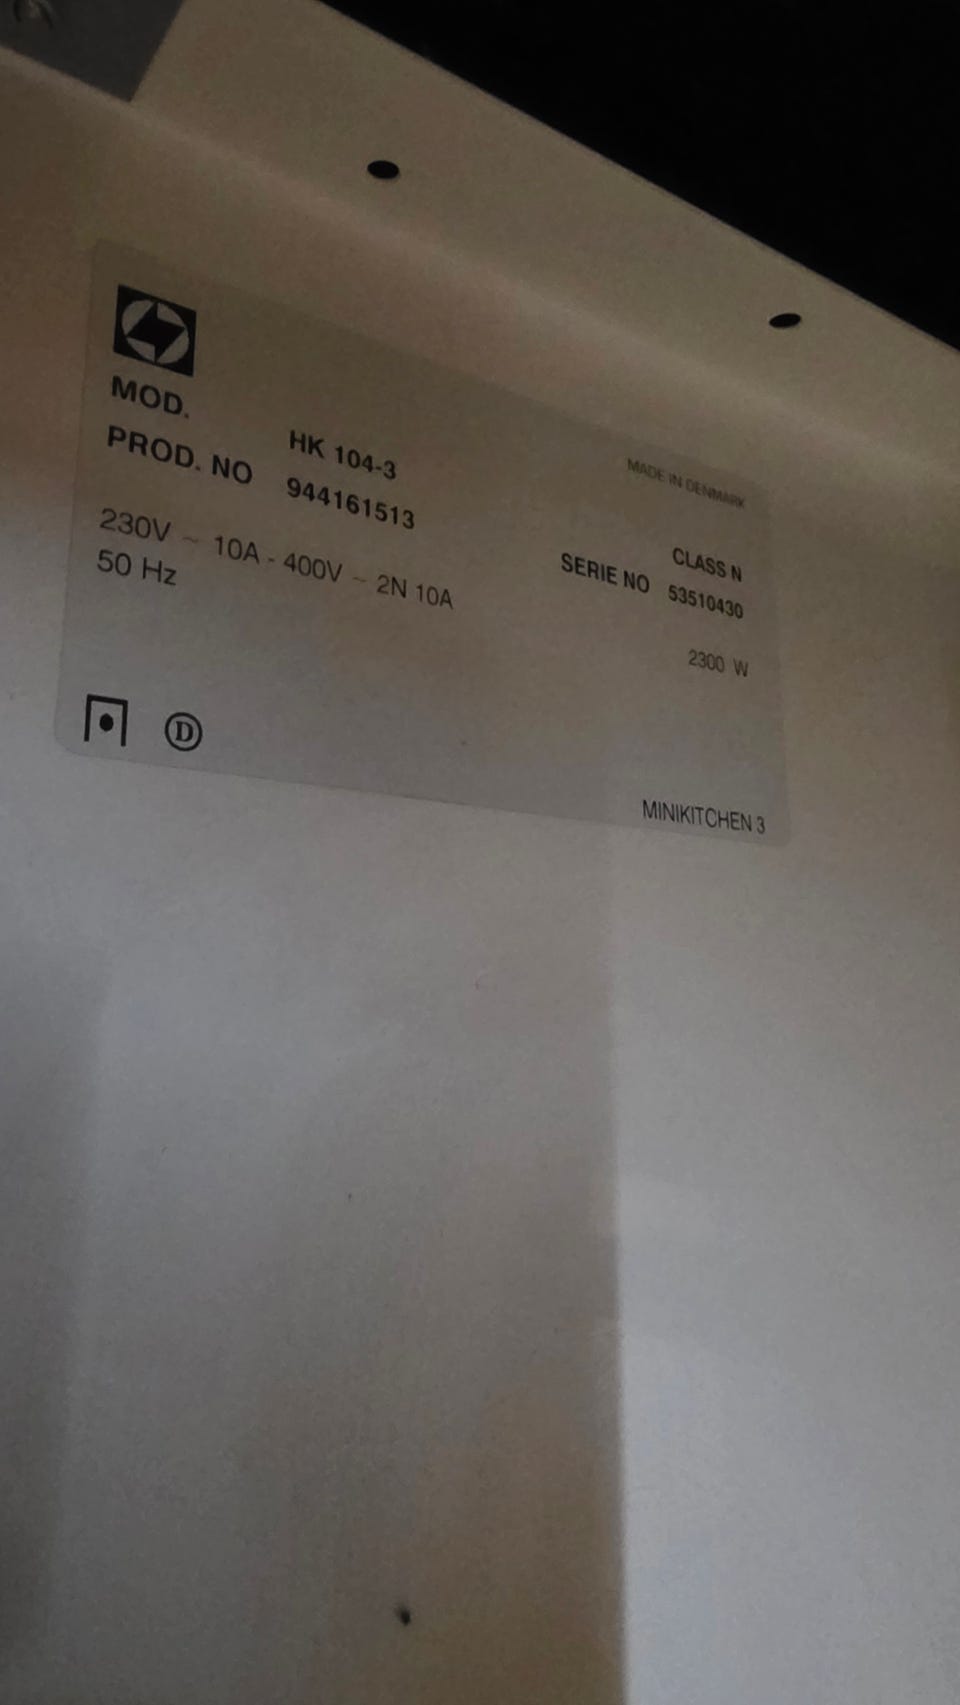 MOD. HK 104-3
PROD. NO 944161513
MADE IN DENMARK
230V ~ 10A - 400V ~ 2N 10A
50 Hz
CLASS N
SERIE NO 53510430
2300 W
D
MINIKITCHEN 3